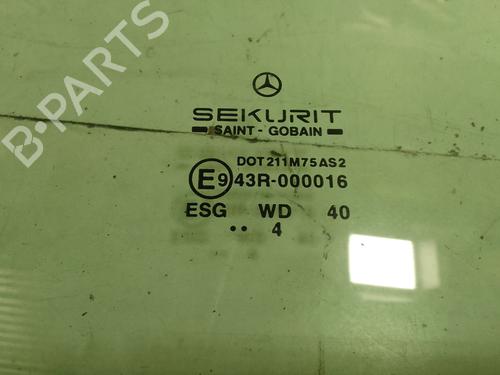 B-PARTS
SEKURIT
SAINT - GOBAIN
DOT211M75AS2
E9 43R-000016
ESG WD 40
•• 4